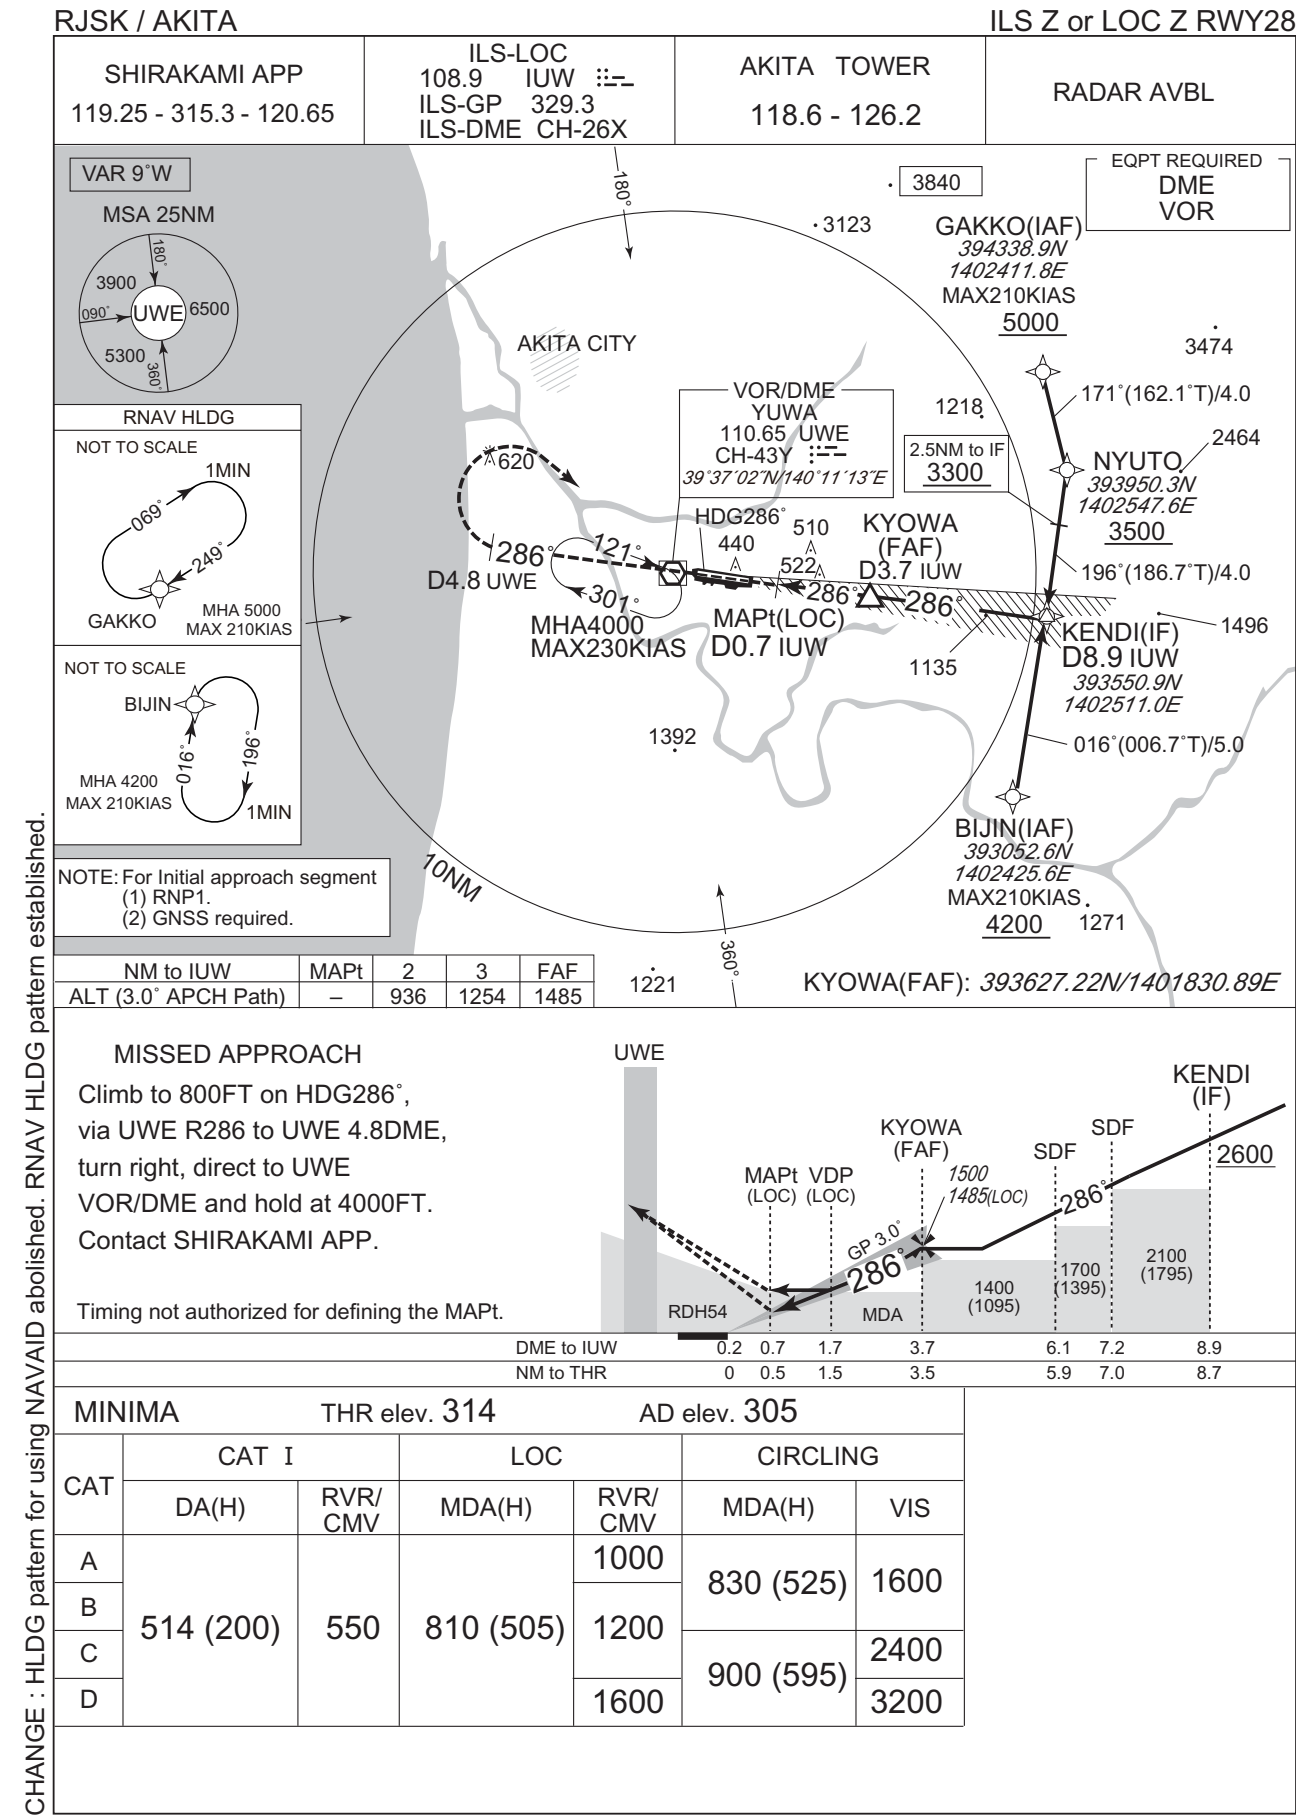 RJSK / AKITA
ILS Z or LOC Z RWY28
SHIRAKAMI APP
119.25 - 315.3 - 120.65
ILS-LOC
108.9 IUW
ILS-GP 329.3
ILS-DME CH-26X
AKITA TOWER
118.6 - 126.2
RADAR AVBL
VAR 9˚W
MSA 25NM
180˚
3900
090˚
UWE
6500
5300
360˚
EQPT REQUIRED
DME
VOR
180˚
3840
3123
GAKKO(IAF)
394338.9N
1402411.8E
MAX210KIAS
5000
3474
AKITA CITY
171˚(162.1˚T)/4.0
VOR/DME
YUWA
110.65 UWE
CH-43Y
39˚37´02˝N/140˚11´13˝E
1218
2464
2.5NM to IF
3300
NYUTO
393950.3N
1402547.6E
3500
RNAV HLDG
NOT TO SCALE
1MIN
069˚
249˚
GAKKO
MHA 5000
MAX 210KIAS
NOT TO SCALE
BIJIN
016˚
196˚
MHA 4200
MAX 210KIAS
1MIN
620
HDG286˚
510
440
522
KYOWA
(FAF)
D3.7 IUW
196˚(186.7˚T)/4.0
286˚
121˚
D4.8 UWE
301˚
MHA4000
MAX230KIAS
MAPt(LOC)
D0.7 IUW
286˚
286˚
1496
KENDI(IF)
D8.9 IUW
393550.9N
1402511.0E
1135
1392
016˚(006.7˚T)/5.0
BIJIN(IAF)
393052.6N
1402425.6E
MAX210KIAS
4200
1271
10NM
360˚
1221
NOTE: For Initial approach segment
(1) RNP1.
(2) GNSS required.
NM to IUW MAPt 2 3 FAF
ALT (3.0˚ APCH Path) – 936 1254 1485
KYOWA(FAF): 393627.22N/1401830.89E
MISSED APPROACH
Climb to 800FT on HDG286˚,
via UWE R286 to UWE 4.8DME,
turn right, direct to UWE
VOR/DME and hold at 4000FT.
Contact SHIRAKAMI APP.
Timing not authorized for defining the MAPt.
UWE
KENDI
(IF)
SDF
SDF
KYOWA
(FAF)
2600
1500
1485(LOC)
MAPt
(LOC)
VDP
(LOC)
286˚
GP 3.0˚
286˚
2100
(1795)
1700
(1395)
1400
(1095)
MDA
RDH54
DME to IUW 0.2 0.7 1.7 3.7 6.1 7.2 8.9
NM to THR 0 0.5 1.5 3.5 5.9 7.0 8.7
MINIMA THR elev. 314 AD elev. 305
CAT
CAT I LOC CIRCLING
DA(H) RVR/CMV MDA(H) RVR/CMV MDA(H) VIS
A 1000
830 (525) 1600
B
514 (200) 550 810 (505) 1200
C 2400
900 (595)
D 1600 3200
CHANGE : HLDG pattern for using NAVAID abolished. RNAV HLDG pattern established.